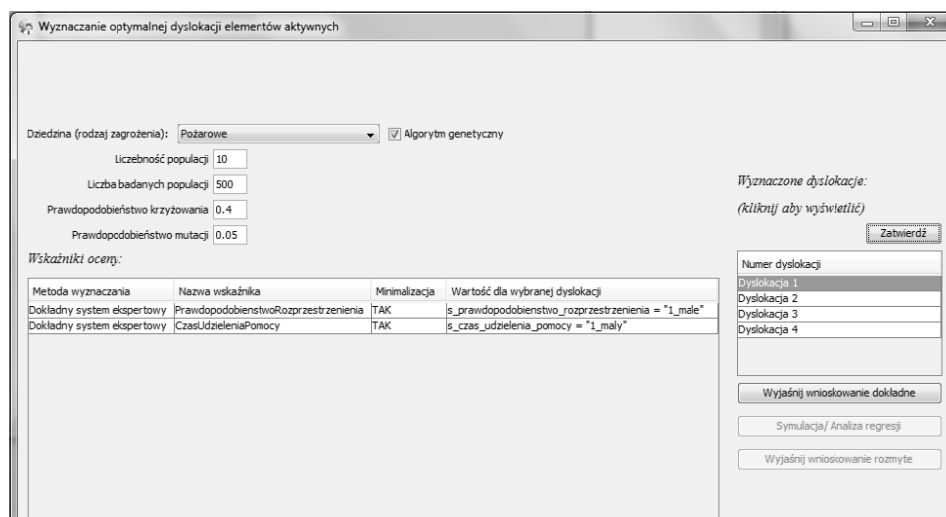 Wyznaczanie optymalnej dyslokacji elementów aktywnych
Dziedzina (rodzaj zagrożenia): Pożarowe Algorytm genetyczny
Liczebność populacji 10
Liczba badanych populacji 500
Prawdopodobieństwo krzyżowania 0.4
Prawdopodobieństwo mutacji 0.05
Wskaźniki oceny:
Metoda wyznaczania Nazwa wskaźnika Minimalizacja Wartość dla wybranej dyslokacji
Dokładny system ekspertowy PrawdopodobienstwoRozprzestrzenienia TAK s_prawdopodobienstwo_rozprzestrzenienia = "1_male"
Dokładny system ekspertowy CzasUdzieleniaPomocy TAK s_czas_udzielenia_pomocy = "1_maly"
Wyznaczone dyslokacje:
(kliknij aby wyświetlić)
Zatwierdź
Numer dyslokacji
Dyslokacja 1
Dyslokacja 2
Dyslokacja 3
Dyslokacja 4
Wyjaśnij wnioskowanie dokładne
Symulacja/ Analiza regresji
Wyjaśnij wnioskowanie rozmyte